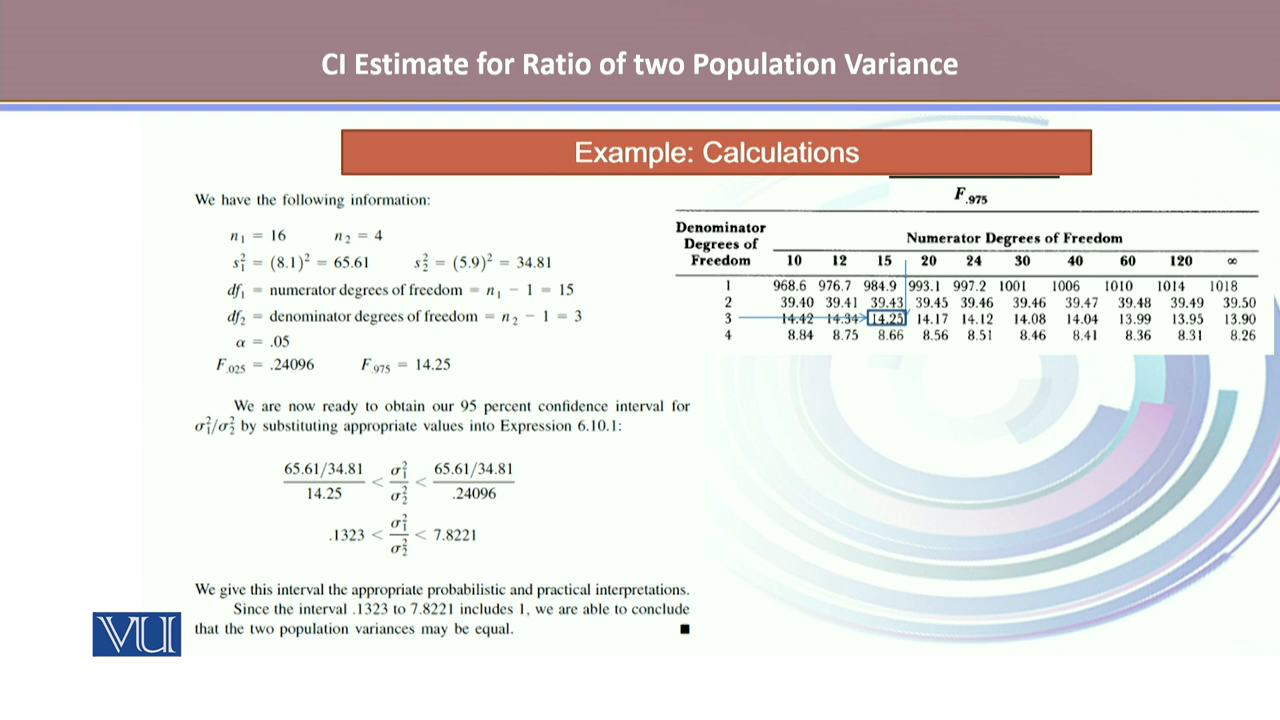 CI Estimate for Ratio of two Population Variance
Example: Calculations
We have the following information:
n₁ = 16 n₂ = 4
s₁² = (8.1)² = 65.61 s₂² = (5.9)² = 34.81
df₁ = numerator degrees of freedom = n₁ − 1 = 15
df₂ = denominator degrees of freedom = n₂ − 1 = 3
α = .05
F.025 = .24096 F.975 = 14.25
We are now ready to obtain our 95 percent confidence interval for
σ₁²/σ₂² by substituting appropriate values into Expression 6.10.1:
65.61/34.81 / 14.25 < σ₁²/σ₂² < 65.61/34.81 / .24096
.1323 < σ₁²/σ₂² < 7.8221
We give this interval the appropriate probabilistic and practical interpretations.
Since the interval .1323 to 7.8221 includes 1, we are able to conclude
that the two population variances may be equal. ■
F.975
Denominator
Degrees of
Freedom
Numerator Degrees of Freedom
10 12 15 20 24 30 40 60 120 ∞
1 968.6 976.7 984.9 993.1 997.2 1001 1006 1010 1014 1018
2 39.40 39.41 39.43 39.45 39.46 39.46 39.47 39.48 39.49 39.50
3 14.42 14.34 14.25 14.17 14.12 14.08 14.04 13.99 13.95 13.90
4 8.84 8.75 8.66 8.56 8.51 8.46 8.41 8.36 8.31 8.26
VU